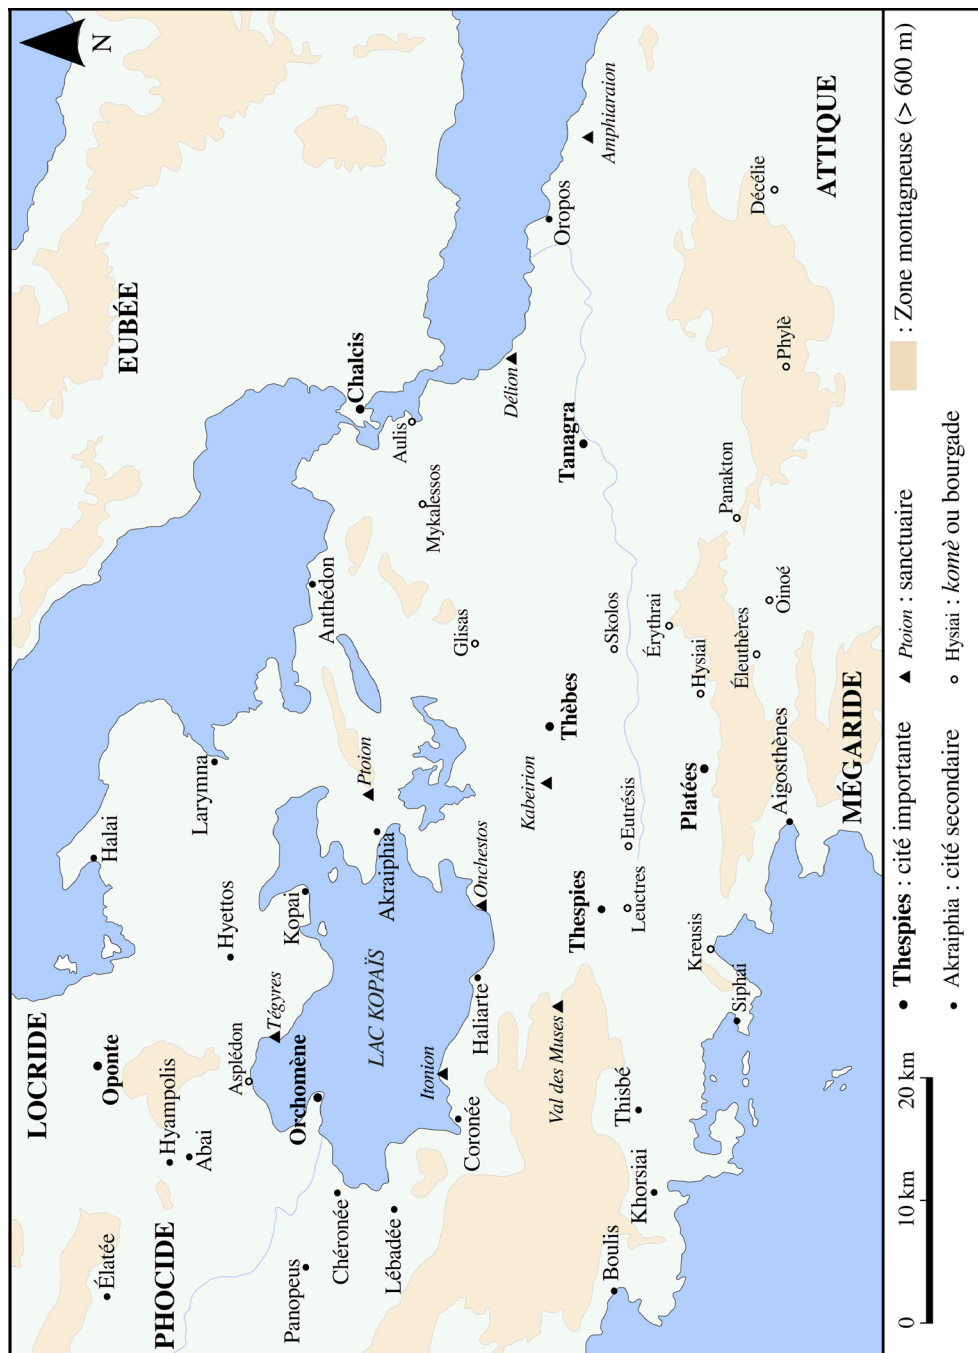 N
LOCRIDE
EUBÉE
PHOCIDE
ATTIQUE
MÉGARIDE
LAC KOPAÏS
Élatée
Hyampolis
Abai
Oponte
Halai
Larymna
Hyettos
Kopai
Asplédon
Tégyres
Orchomène
Panopeus
Chéronée
Lébadée
Coronée
Itonion
Haliarte
Onchestos
Akraiphia
Ptoion
Anthédon
Chalcis
Aulis
Mykalessos
Glisas
Délion
Oropos
Amphiaraion
Tanagra
Thèbes
Kabeirion
Thespies
Val des Muses
Leuctres
Eutrésis
Skolos
Érythrai
Hysiai
Platées
Panakton
Phylè
Décélie
Oinoé
Éleuthères
Aigosthènes
Kreusis
Siphai
Thisbé
Khorsiai
Boulis
0 10 km 20 km
Thespies : cité importante
Akraiphia : cité secondaire
Ptoion : sanctuaire
Hysiai : komè ou bourgade
: Zone montagneuse (> 600 m)